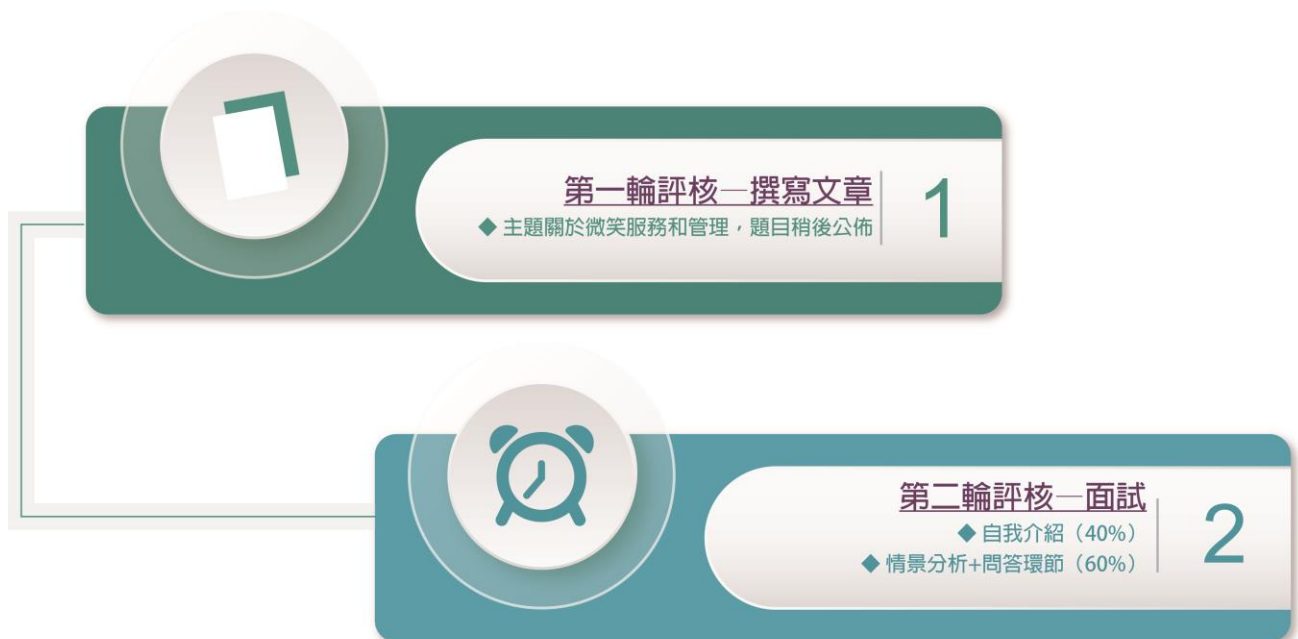 第一輪評核—撰寫文章
◆ 主題關於微笑服務和管理，題目稍後公佈
1
第二輪評核—面試
◆ 自我介紹（40%）
◆ 情景分析+問答環節（60%）
2